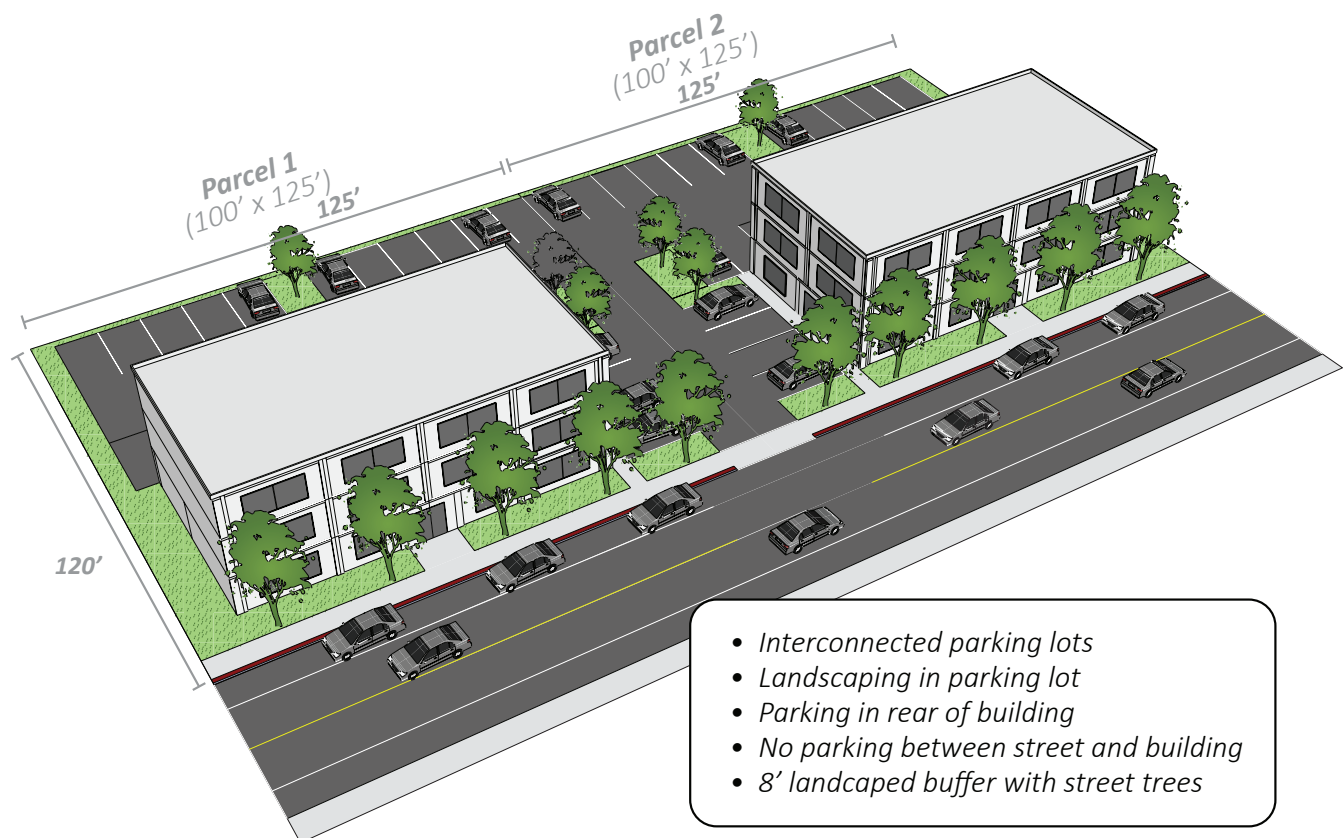 Parcel 2
(100’ x 125’)
125’
Parcel 1
(100’ x 125’)
125’
120’
• Interconnected parking lots
• Landscaping in parking lot
• Parking in rear of building
• No parking between street and building
• 8’ landcaped buffer with street trees